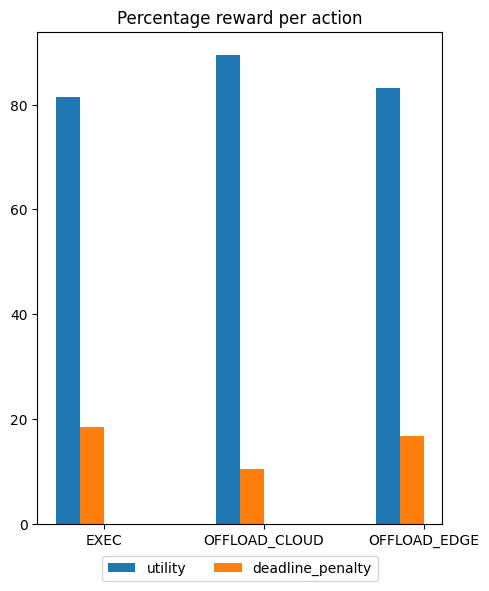 Percentage reward per action
80
60
40
20
0
EXEC OFFLOAD_CLOUD OFFLOAD_EDGE
utility deadline_penalty